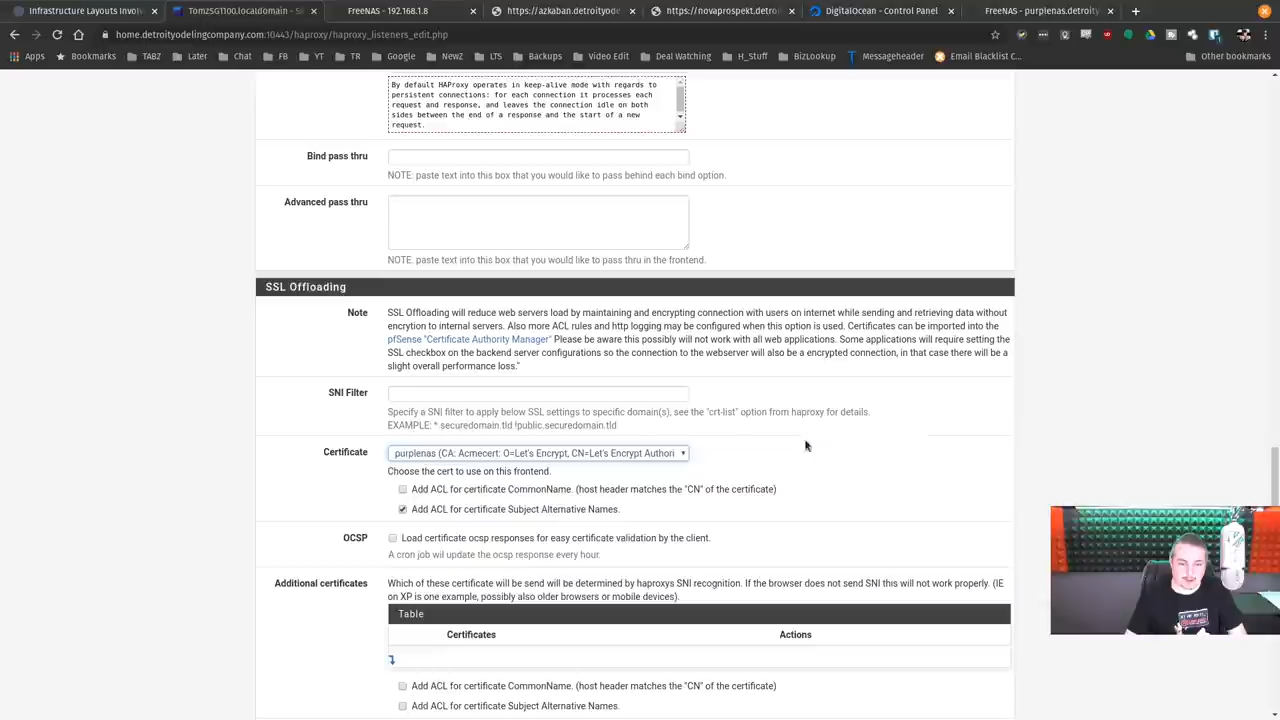 Infrastructure Layouts Involv
TomzSG100.localdomain - Si
FreeNAS - 192.168.1.8
https://azkaban.detroityode
https://novaprospekt.detroi
DigitalOcean - Control Panel
FreeNAS - purplenas.detroity
home.detroityodelingcompany.com:10443/haproxy/haproxy_listeners_edit.php
Apps
Bookmarks
TABZ
Later
Chat
FB
TR
Google
NewZ
LTS
Backups
Video Edit
Deal Watching
H_Stuff
BizLookup
Messageheader
Email Blacklist C...
Other bookmarks
By default HAProxy operates in keep-alive mode with regards to
persistent connections: for each connection it processes each
request and response, and leaves the connection idle on both
sides between the end of a response and the start of a new
request.
Bind pass thru
NOTE: paste text into this box that you would like to pass behind each bind option.
Advanced pass thru
NOTE: paste text into this box that you would like to pass thru in the frontend.
SSL Offloading
Note
SSL Offloading will reduce web servers load by maintaining and encrypting connection with users on internet while sending and retrieving data without
encrytion to internal servers. Also more ACL rules and http logging may be configured when this option is used. Certificates can be imported into the
pfSense "Certificate Authority Manager" Please be aware this possibly will not work with all web applications. Some applications will require setting the
SSL checkbox on the backend server configurations so the connection to the webserver will also be a encrypted connection, in that case there will be a
slight overall performance loss."
SNI Filter
Specify a SNI filter to apply below SSL settings to specific domain(s), see the "crt-list" option from haproxy for details.
EXAMPLE: * securedomain.tld !public.securedomain.tld
Certificate
purplenas (CA: Acmecert: O=Let's Encrypt, CN=Let's Encrypt Authori
Choose the cert to use on this frontend.
Add ACL for certificate CommonName. (host header matches the "CN" of the certificate)
Add ACL for certificate Subject Alternative Names.
OCSP
Load certificate ocsp responses for easy certificate validation by the client.
A cron job wil update the ocsp response every hour.
Additional certificates
Which of these certificate will be send will be determined by haproxys SNI recognition. If the browser does not send SNI this will not work properly. (IE
on XP is one example, possibly also older browsers or mobile devices).
Table
Certificates
Actions
Add ACL for certificate CommonName. (host header matches the "CN" of the certificate)
Add ACL for certificate Subject Alternative Names.